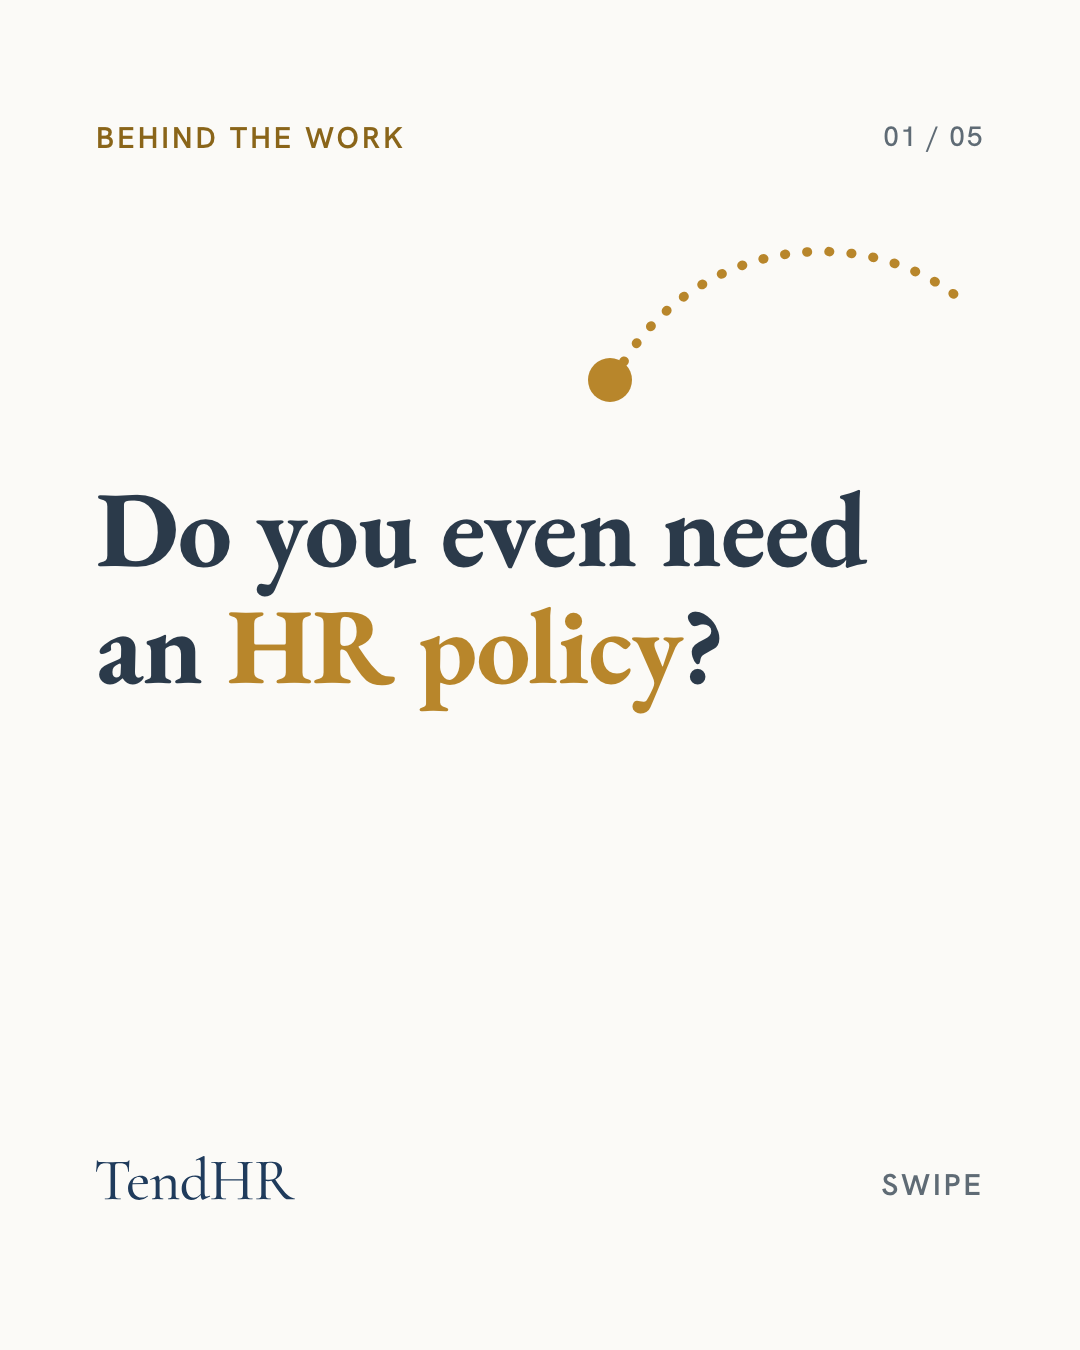 BEHIND THE WORK
01 / 05
Do you even need
an HR policy?
TendHR
SWIPE